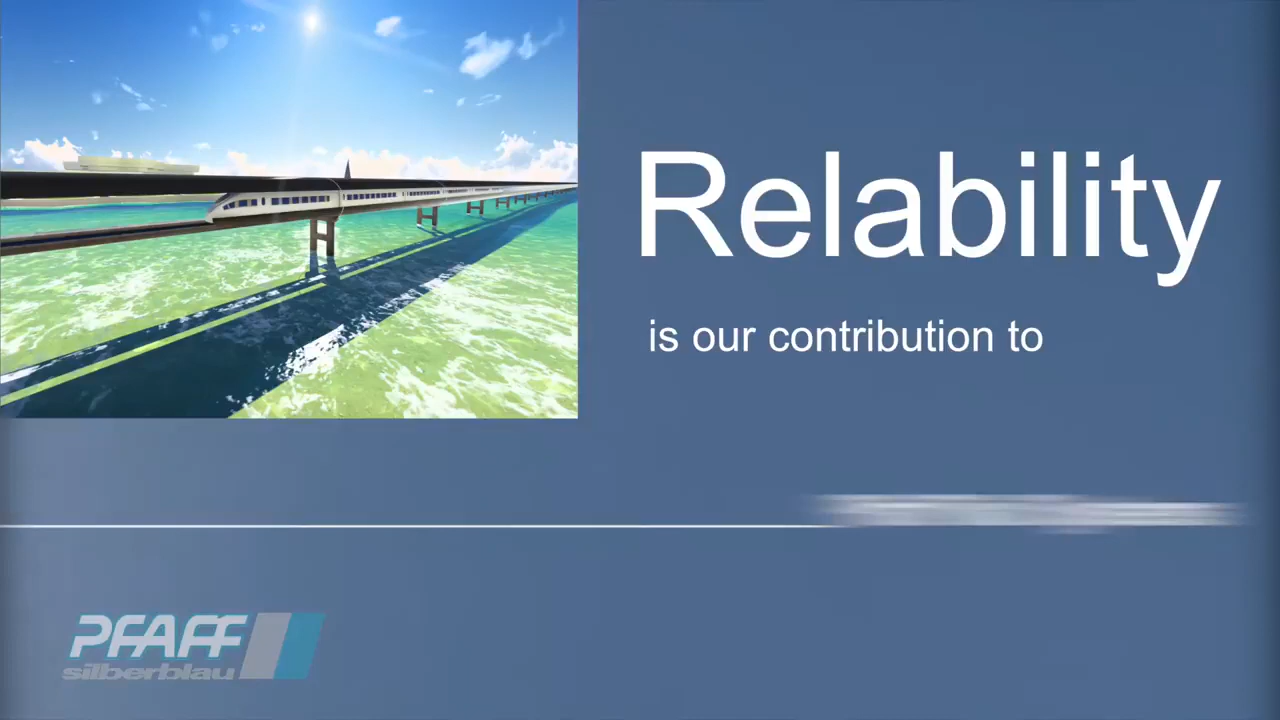 Relability
is our contribution to
PFAFF
silberblau